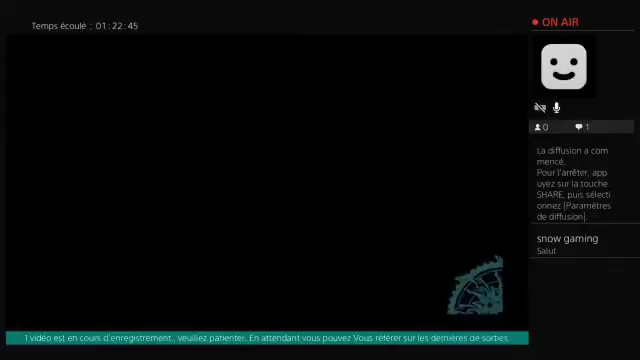 Temps écoulé : 01:22:45
ON AIR
0
1
La diffusion a com
mencé.
Pour l'arrêter, app
uyez sur la touche
SHARE, puis sélecti
onnez [Paramètres
de diffusion].
snow gaming
Salut
1 vidéo est en cours d'enregistrement , veuillez patienter. En attendant vous pouvez Vous référer sur les dernières de sorties.